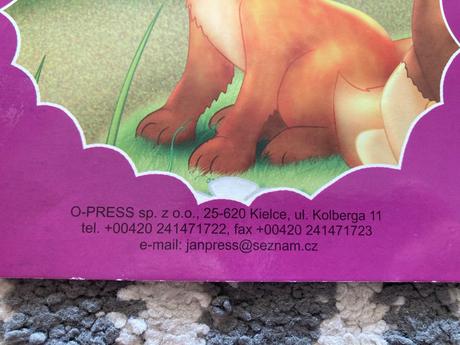 O-PRESS sp. z o.o., 25-620 Kielce, ul. Kolberga 11
tel. +00420 241471722, fax +00420 241471723
e-mail: janpress@seznam.cz